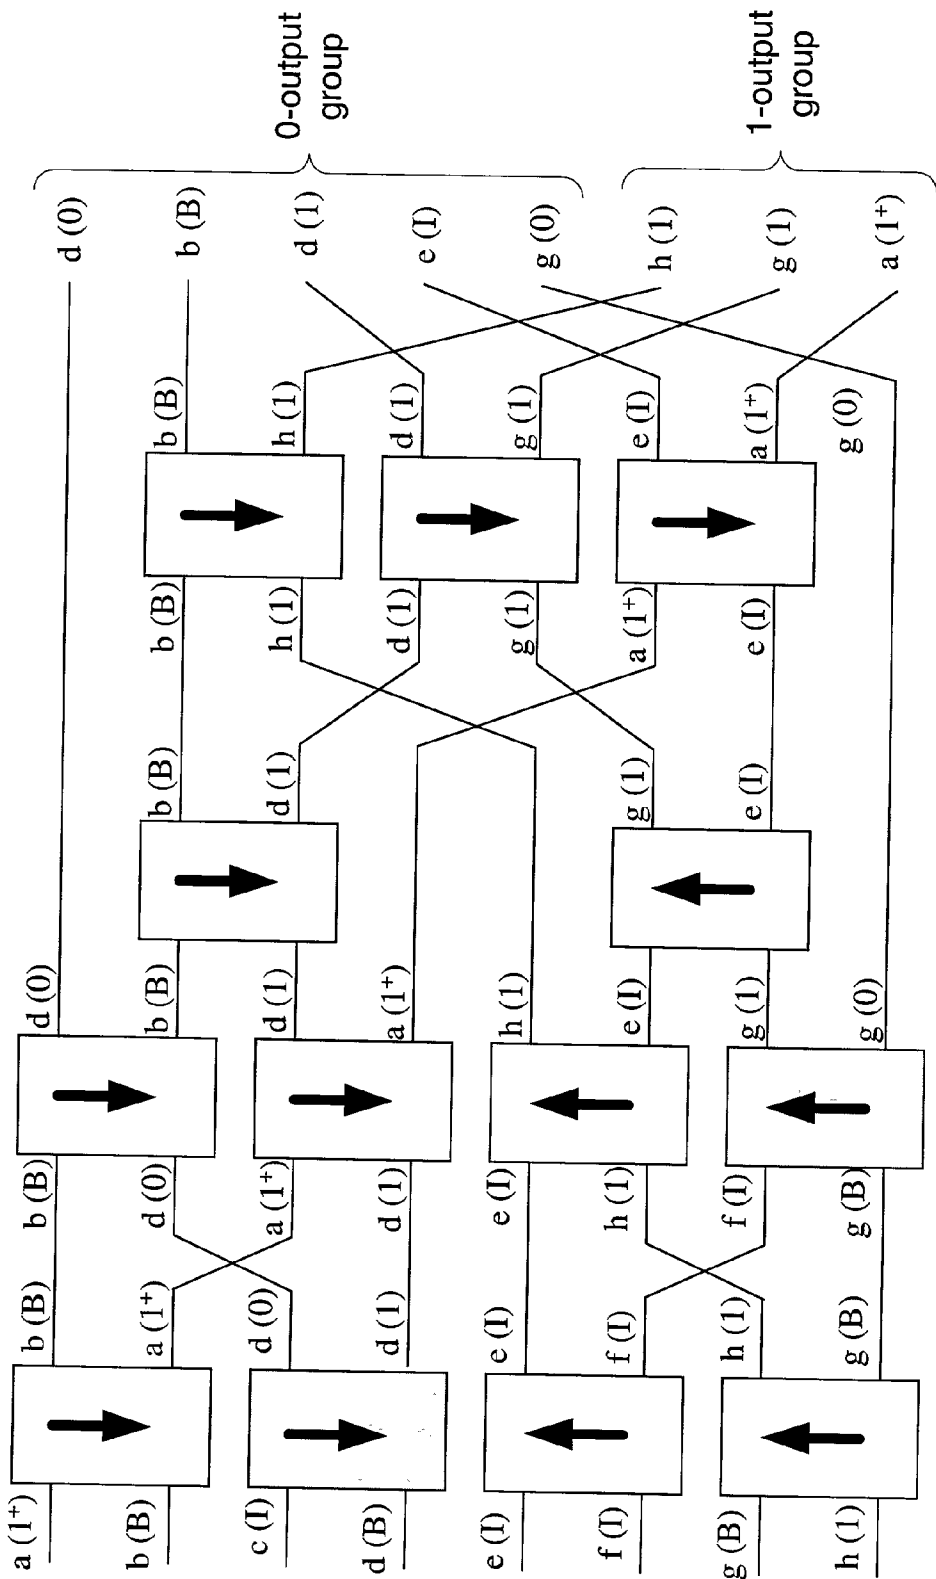 a (1+) b (B) b (B) d (0) d (0)
b (B) a (1+) d (0) b (B) b (B) b (B) b (B) b (B)
c (I) d (0) a (1+) d (1) d (1) h (1) h (1) d (1)
0-output
group
d (B) d (1) d (1) a (1+) d (1) d (1) e (I)
e (I) e (I) e (I) h (1) g (1) g (1) g (0)
f (I) f (I) h (1) e (I) g (1) a (1+) e (I) h (1)
g (B) h (1) f (I) g (1) e (I) e (I) a (1+) g (1)
1-output
group
h (1) g (B) g (B) g (0) g (0) a (1+)